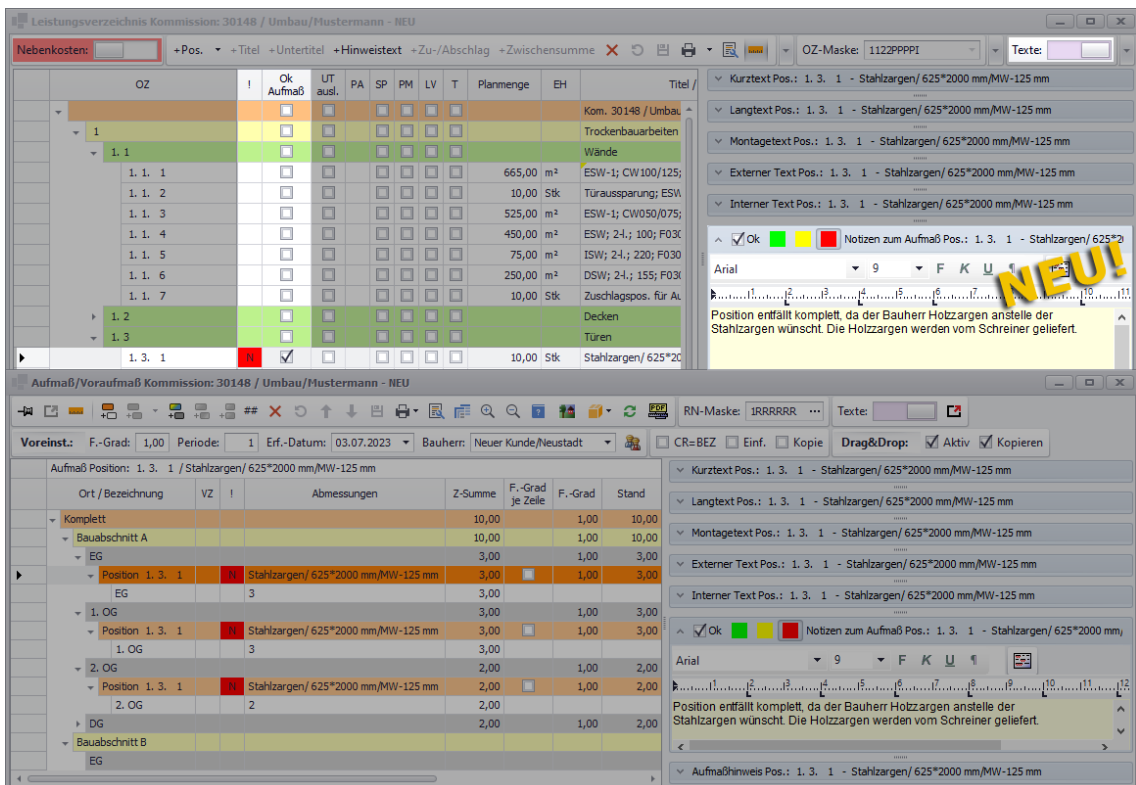 Leistungsverzeichnis Kommission: 30148 / Umbau/Mustermann - NEU
Nebenkosten: +Pos. +Titel +Untertitel +Hinweistext +Zu-/Abschlag +Zwischensumme OZ-Maske: 1122PPPPI Texte:
OZ ! Ok Aufmaß UT ausl. PA SP PM LV T Planmenge EH Titel /
Kom. 30148 / Umbau
1 Trockenbauarbeiten
1. 1 Wände
1. 1. 1 665,00 m² ESW-1; CW100/125;
1. 1. 2 10,00 Stk Türaussparung; ESW
1. 1. 3 525,00 m² ESW-1; CW050/075;
1. 1. 4 450,00 m² ESW; 2-l.; 100; F030
1. 1. 5 75,00 m² ISW; 2-l.; 220; F030
1. 1. 6 250,00 m² DSW; 2-l.; 155; F030
1. 1. 7 10,00 Stk Zuschlagspos. für Au
1. 2 Decken
1. 3 Türen
1. 3. 1 N 10,00 Stk Stahlzargen/ 625*20
Kurztext Pos.: 1. 3. 1 - Stahlzargen/ 625*2000 mm/MW-125 mm
Langtext Pos.: 1. 3. 1 - Stahlzargen/ 625*2000 mm/MW-125 mm
Montagetext Pos.: 1. 3. 1 - Stahlzargen/ 625*2000 mm/MW-125 mm
Externer Text Pos.: 1. 3. 1 - Stahlzargen/ 625*2000 mm/MW-125 mm
Interner Text Pos.: 1. 3. 1 - Stahlzargen/ 625*2000 mm/MW-125 mm
Ok Notizen zum Aufmaß Pos.: 1. 3. 1 - Stahlzargen/ 625*2
Arial 9 F K U ¶
NEU!
1 2 3 4 5 6 7 10 11
Position entfällt komplett, da der Bauherr Holzzargen anstelle der
Stahlzargen wünscht. Die Holzzargen werden vom Schreiner geliefert.
Aufmaß/Voraufmaß Kommission: 30148 / Umbau/Mustermann - NEU
## PDF RN-Maske: 1RRRRRR ... Texte:
Voreinst.: F.-Grad: 1,00 Periode: 1 Erf.-Datum: 03.07.2023 Bauherr: Neuer Kunde/Neustadt CR=BEZ Einf. Kopie Drag&Drop: Aktiv Kopieren
Aufmaß Position: 1. 3. 1 / Stahlzargen/ 625*2000 mm/MW-125 mm
Ort / Bezeichnung VZ ! Abmessungen Z-Summe F.-Grad je Zeile F.-Grad Stand
Komplett 10,00 1,00 10,00
Bauabschnitt A 10,00 1,00 10,00
EG 3,00 1,00 3,00
Position 1. 3. 1 N Stahlzargen/ 625*2000 mm/MW-125 mm 3,00 1,00 3,00
EG 3 3,00
1. OG 3,00 1,00 3,00
Position 1. 3. 1 N Stahlzargen/ 625*2000 mm/MW-125 mm 3,00 1,00 3,00
1. OG 3 3,00
2. OG 2,00 1,00 2,00
Position 1. 3. 1 N Stahlzargen/ 625*2000 mm/MW-125 mm 2,00 1,00 2,00
2. OG 2 2,00
DG 2,00 1,00 2,00
Bauabschnitt B
EG
Kurztext Pos.: 1. 3. 1 - Stahlzargen/ 625*2000 mm/MW-125 mm
Langtext Pos.: 1. 3. 1 - Stahlzargen/ 625*2000 mm/MW-125 mm
Montagetext Pos.: 1. 3. 1 - Stahlzargen/ 625*2000 mm/MW-125 mm
Externer Text Pos.: 1. 3. 1 - Stahlzargen/ 625*2000 mm/MW-125 mm
Interner Text Pos.: 1. 3. 1 - Stahlzargen/ 625*2000 mm/MW-125 mm
Ok Notizen zum Aufmaß Pos.: 1. 3. 1 - Stahlzargen/ 625*2000 mm/
Arial 9 F K U ¶
1 2 3 4 5 6 7 8 9 10 11 12
Position entfällt komplett, da der Bauherr Holzzargen anstelle der
Stahlzargen wünscht. Die Holzzargen werden vom Schreiner geliefert.
Aufmaßhinweis Pos.: 1. 3. 1 - Stahlzargen/ 625*2000 mm/MW-125 mm